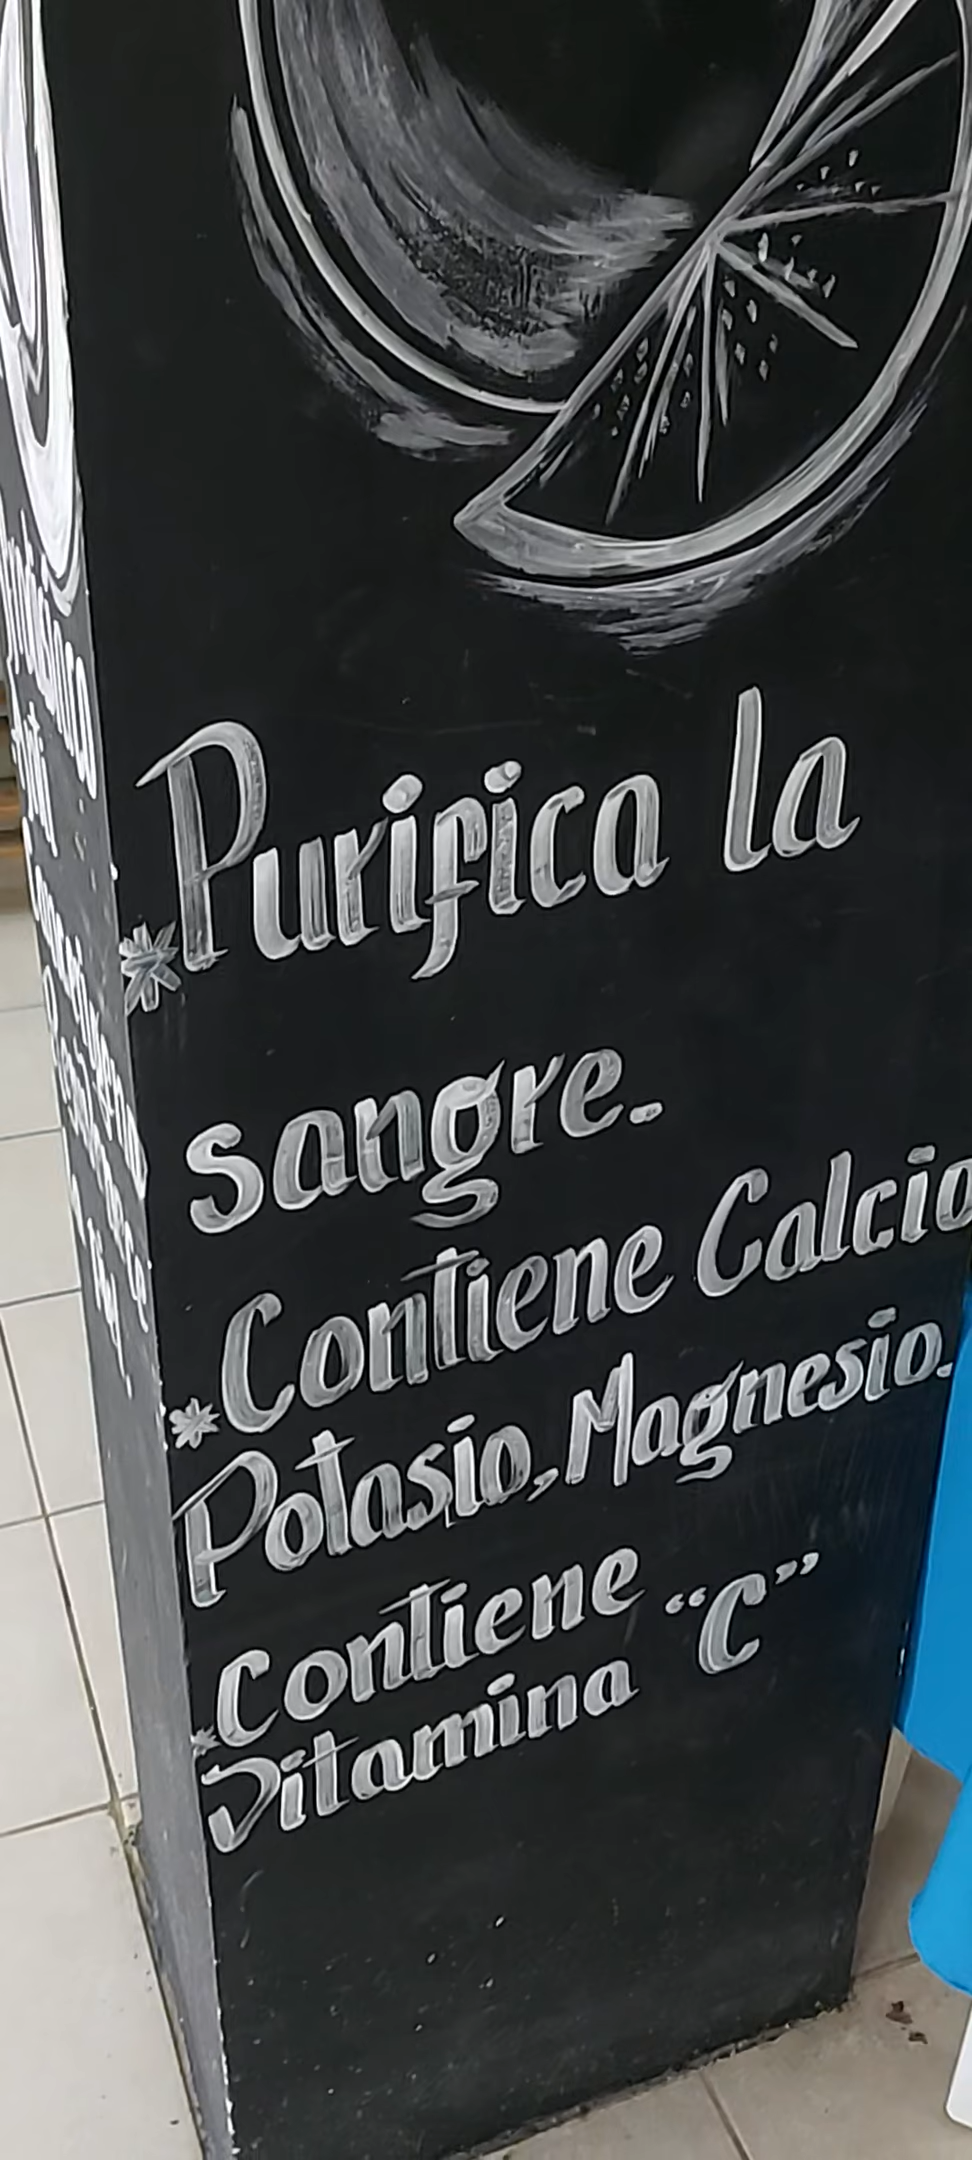 *Purifica la
sangre.
*Contiene Calcio
Potasio, Magnesio.
*Contiene
Vitamina "C"